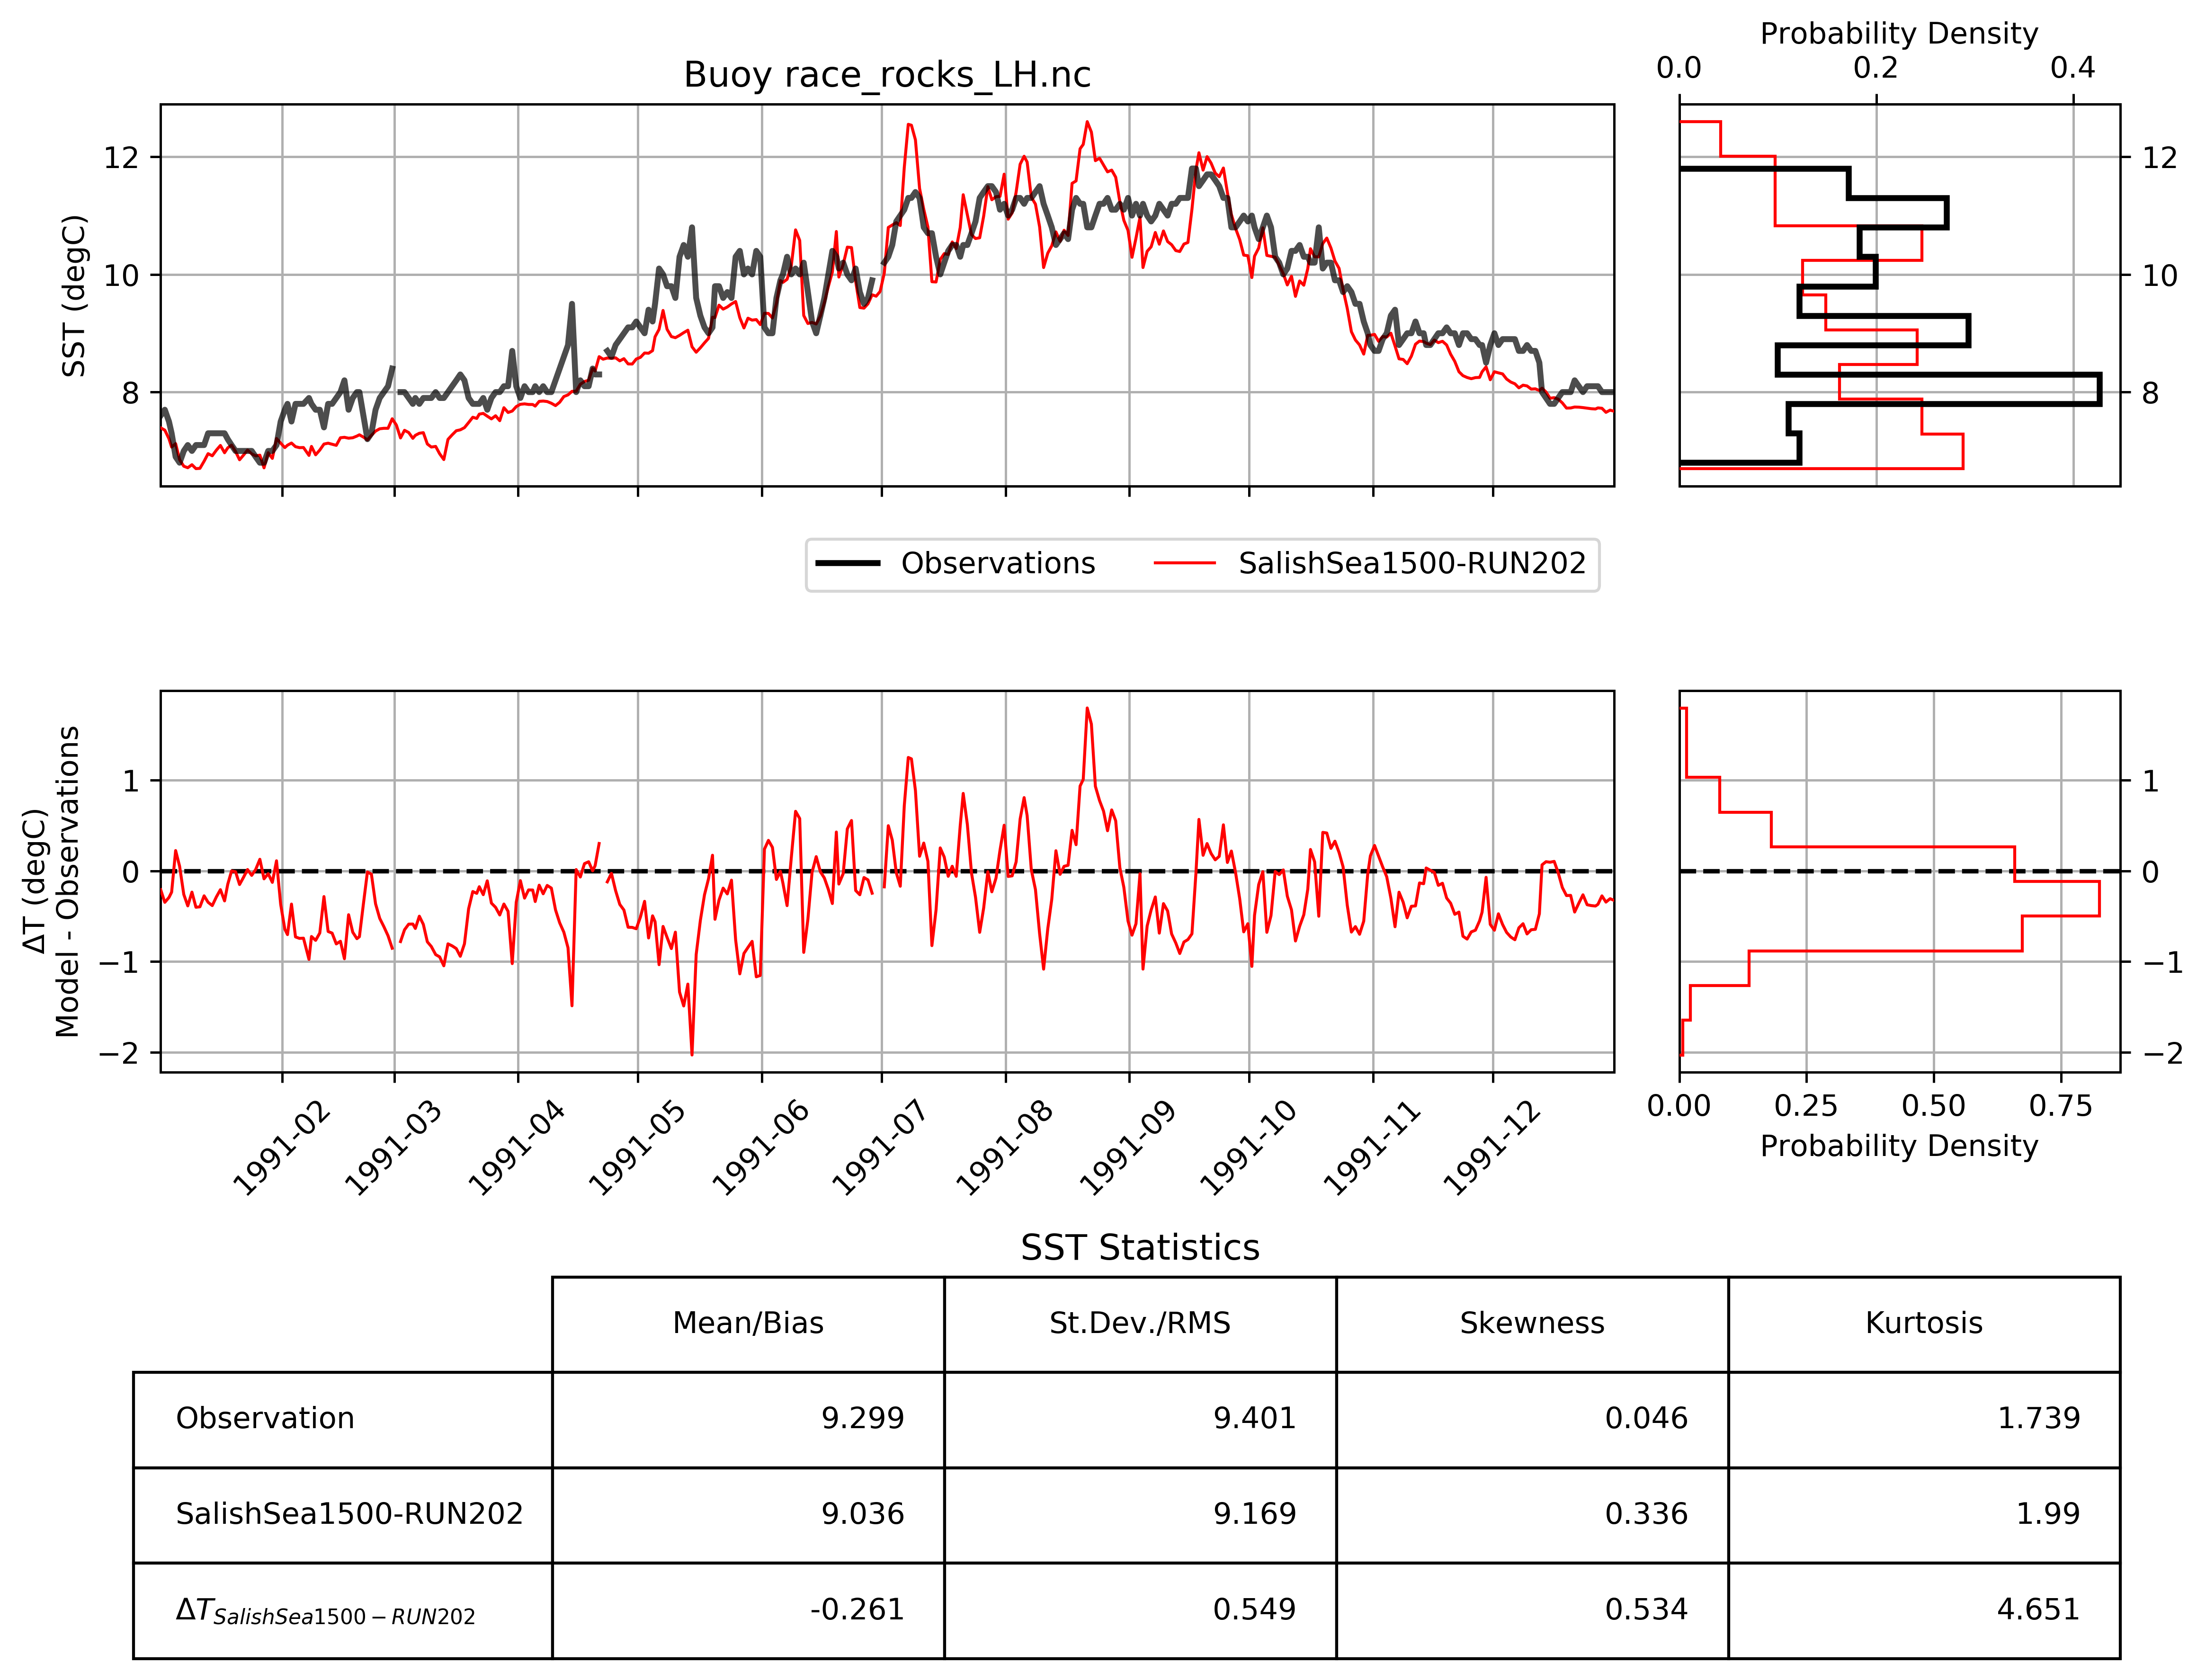 Probability Density
0.0 0.2 0.4
Buoy race_rocks_LH.nc
SST (degC)
12
10
8
12
10
8
Observations SalishSea1500-RUN202
ΔT (degC)
Model - Observations
1
0
−1
−2
1
0
−1
−2
0.00 0.25 0.50 0.75
Probability Density
1991-02 1991-03 1991-04 1991-05 1991-06 1991-07 1991-08 1991-09 1991-10 1991-11 1991-12
SST Statistics
Mean/Bias St.Dev./RMS Skewness Kurtosis
Observation 9.299 9.401 0.046 1.739
SalishSea1500-RUN202 9.036 9.169 0.336 1.99
ΔT SalishSea1500−RUN202 -0.261 0.549 0.534 4.651